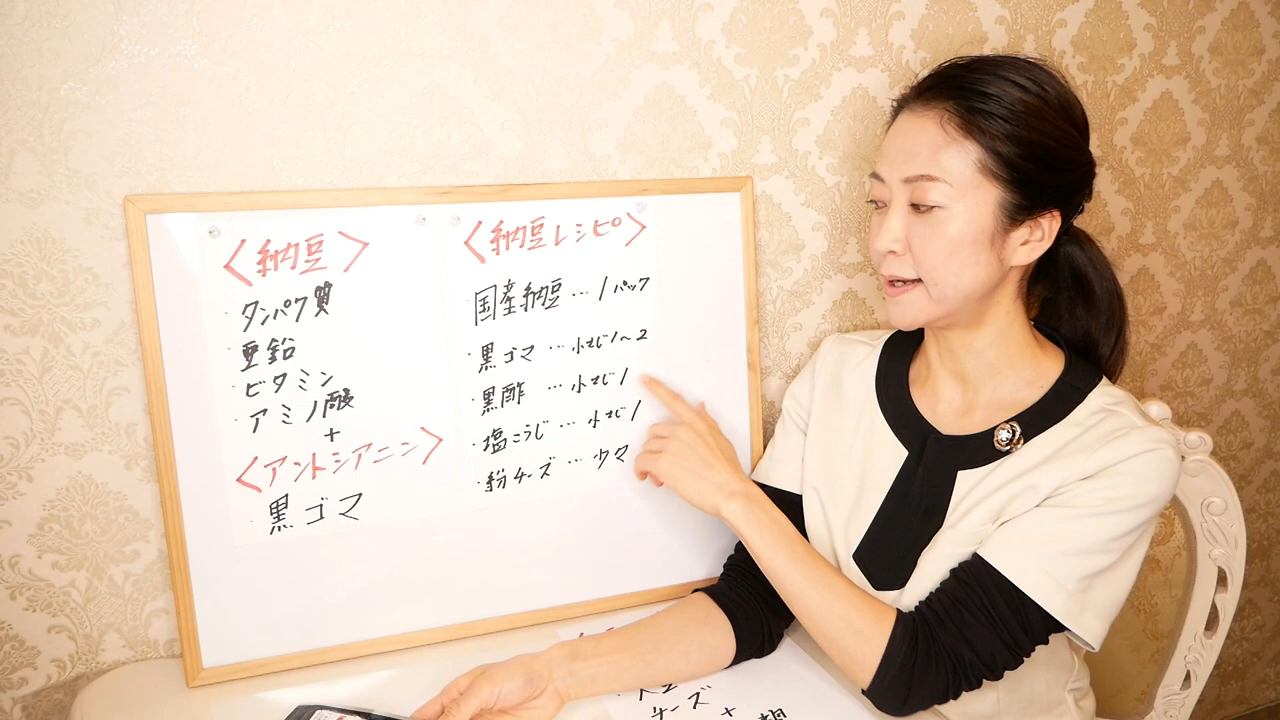 〈納豆〉
・タンパク質
・亜鉛
・ビタミン
・アミノ酸
+
〈アントシアニン〉
・黒ゴマ
〈納豆レシピ〉
・国産納豆…1パック
・黒ゴマ…小さじ1〜2
・黒酢…小さじ1
・塩こうじ…小さじ1
・粉チーズ…少々
チーズ
+